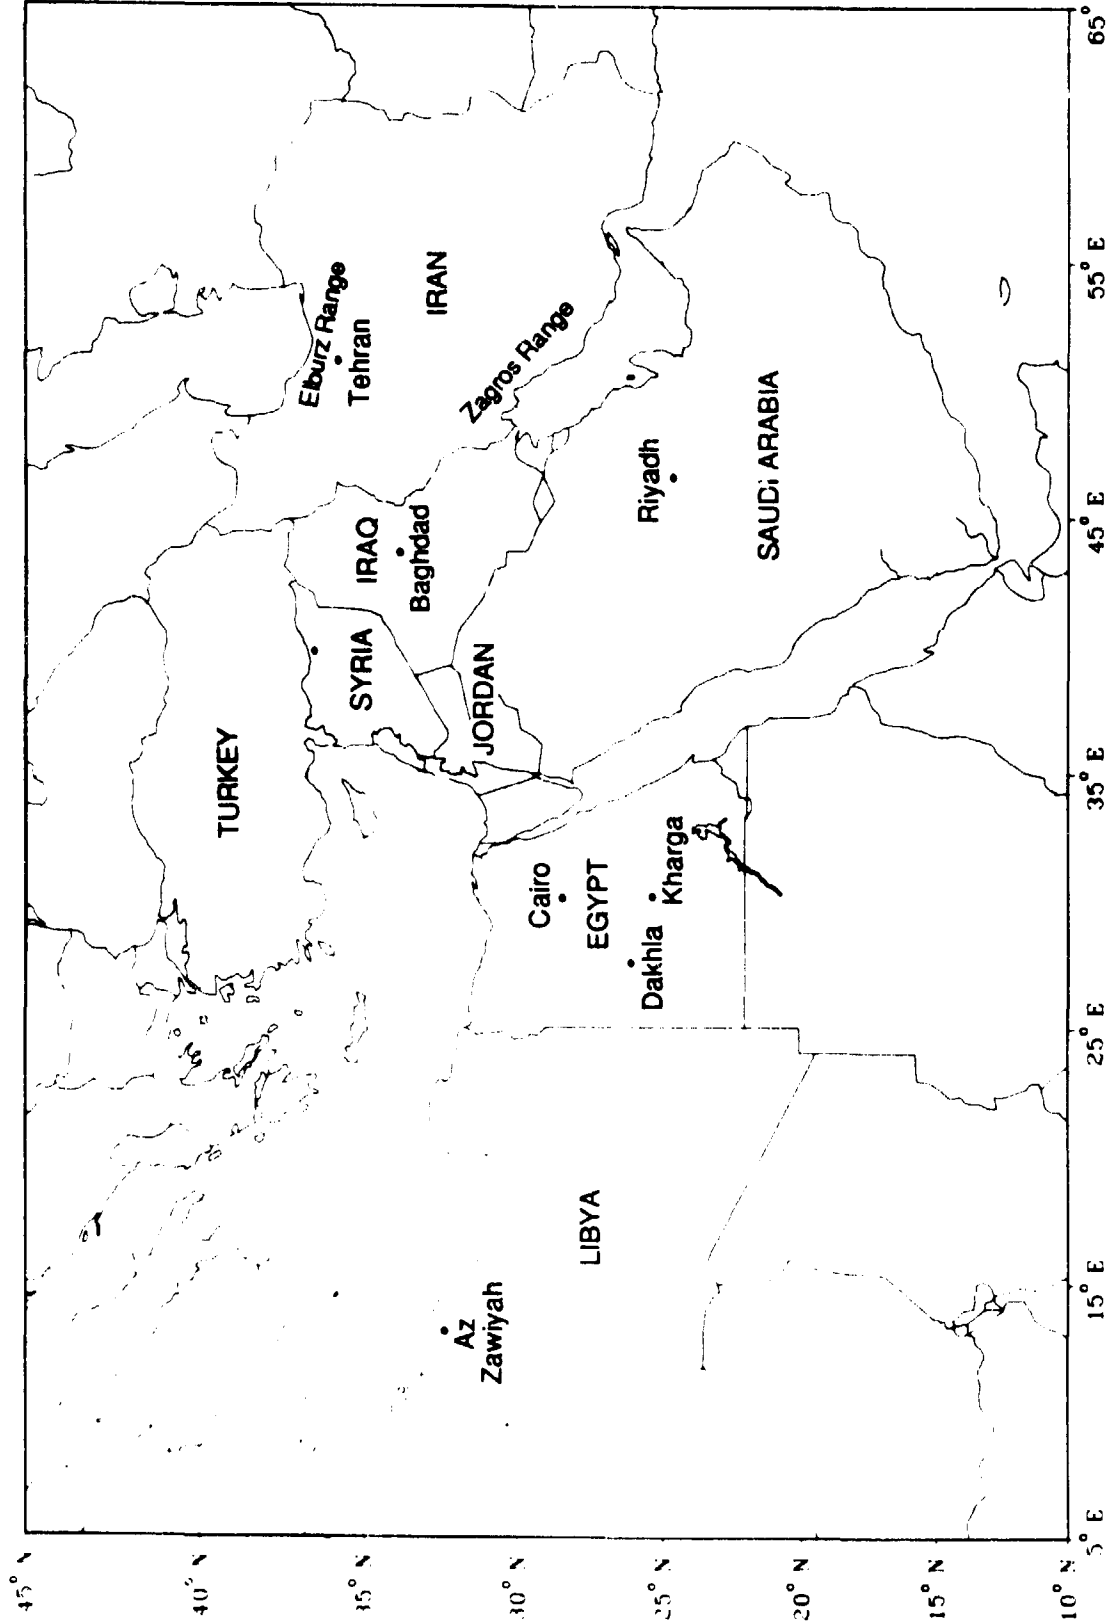 45° N
40° N
35° N
30° N
25° N
20° N
15° N
10° N
5° E
15° E
25° E
35° E
45° E
55° E
65°
TURKEY
Elburz Range
Tehran
IRAN
Zagros Range
SYRIA
IRAQ
Baghdad
JORDAN
Riyadh
SAUDI ARABIA
Cairo
EGYPT
Dakhla
Kharga
LIBYA
Az
Zawiyah